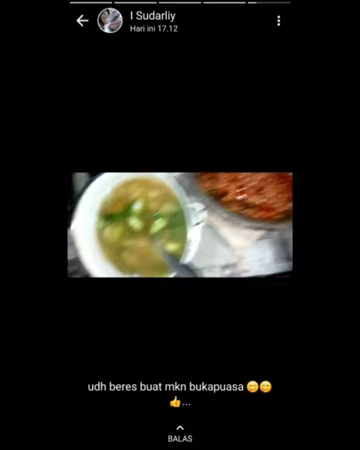 I Sudarliy
Hari ini 17.12
udh beres buat mkn bukapuasa 😋😋
👍...
BALAS